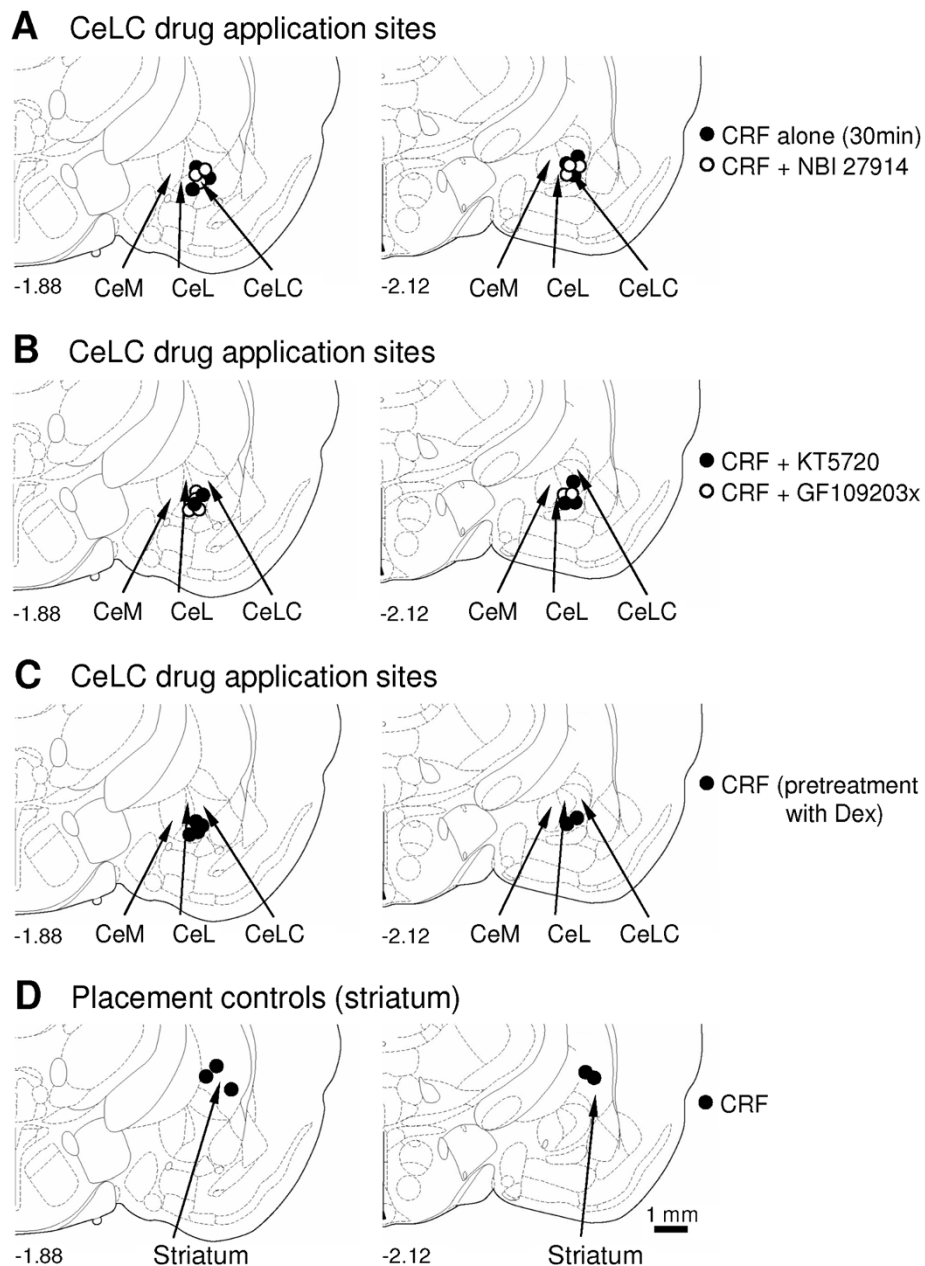 A CeLC drug application sites
CRF alone (30min)
CRF + NBI 27914
-1.88 CeM CeL CeLC
-2.12 CeM CeL CeLC
B CeLC drug application sites
CRF + KT5720
CRF + GF109203x
-1.88 CeM CeL CeLC
-2.12 CeM CeL CeLC
C CeLC drug application sites
CRF (pretreatment
with Dex)
-1.88 CeM CeL CeLC
-2.12 CeM CeL CeLC
D Placement controls (striatum)
CRF
1 mm
-1.88 Striatum
-2.12 Striatum